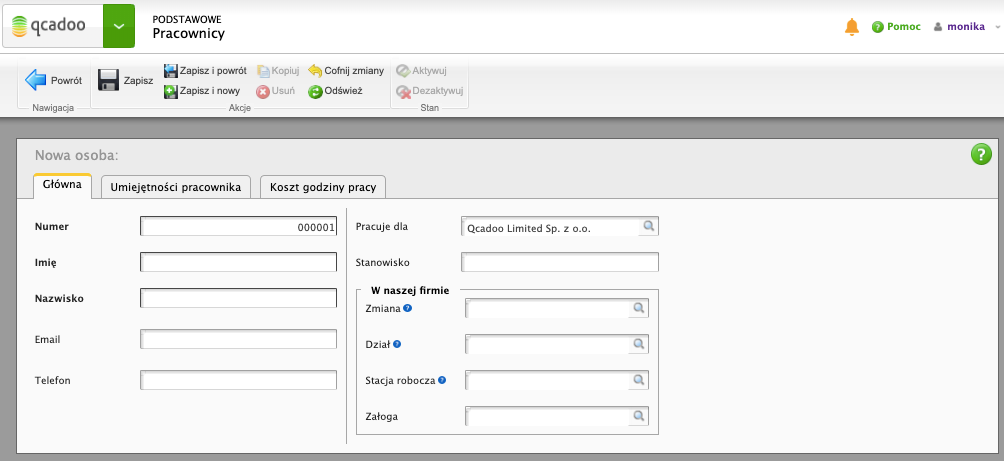 qcadoo
PODSTAWOWE
Pracownicy
Pomoc
monika
Powrót
Nawigacja
Zapisz
Zapisz i powrót
Kopiuj
Cofnij zmiany
Zapisz i nowy
Usuń
Odśwież
Akcje
Aktywuj
Dezaktywuj
Stan
Nowa osoba:
Główna
Umiejętności pracownika
Koszt godziny pracy
Numer
000001
Imię
Nazwisko
Email
Telefon
Pracuje dla
Qcadoo Limited Sp. z o.o.
Stanowisko
W naszej firmie
Zmiana
Dział
Stacja robocza
Załoga